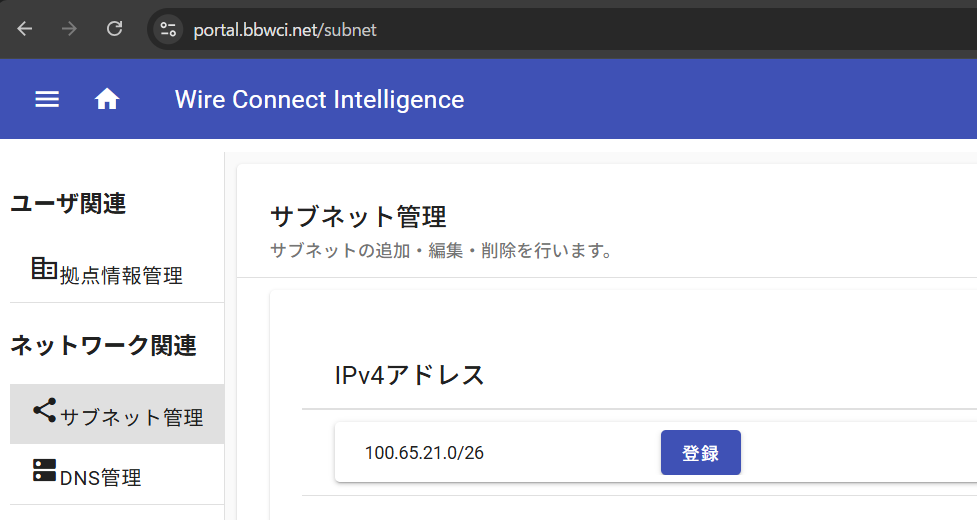 portal.bbwci.net/subnet
Wire Connect Intelligence
ユーザ関連
拠点情報管理
ネットワーク関連
サブネット管理
DNS管理
サブネット管理
サブネットの追加・編集・削除を行います。
IPv4アドレス
100.65.21.0/26
登録